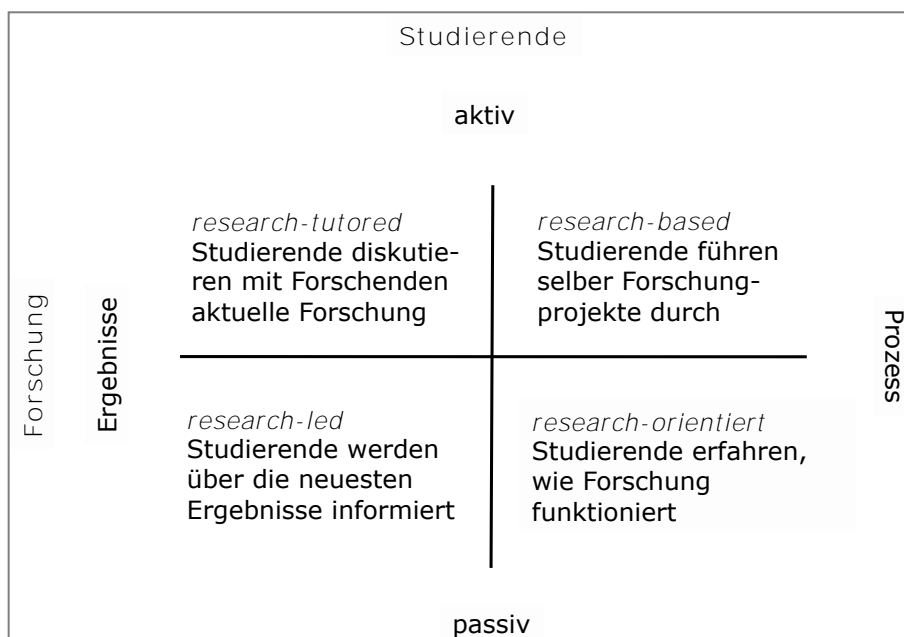 Studierende
aktiv
research-tutored
Studierende diskutie-
ren mit Forschenden
aktuelle Forschung
research-based
Studierende führen
selber Forschung-
projekte durch
Forschung
Ergebnisse
Prozess
research-led
Studierende werden
über die neuesten
Ergebnisse informiert
research-orientiert
Studierende erfahren,
wie Forschung
funktioniert
passiv